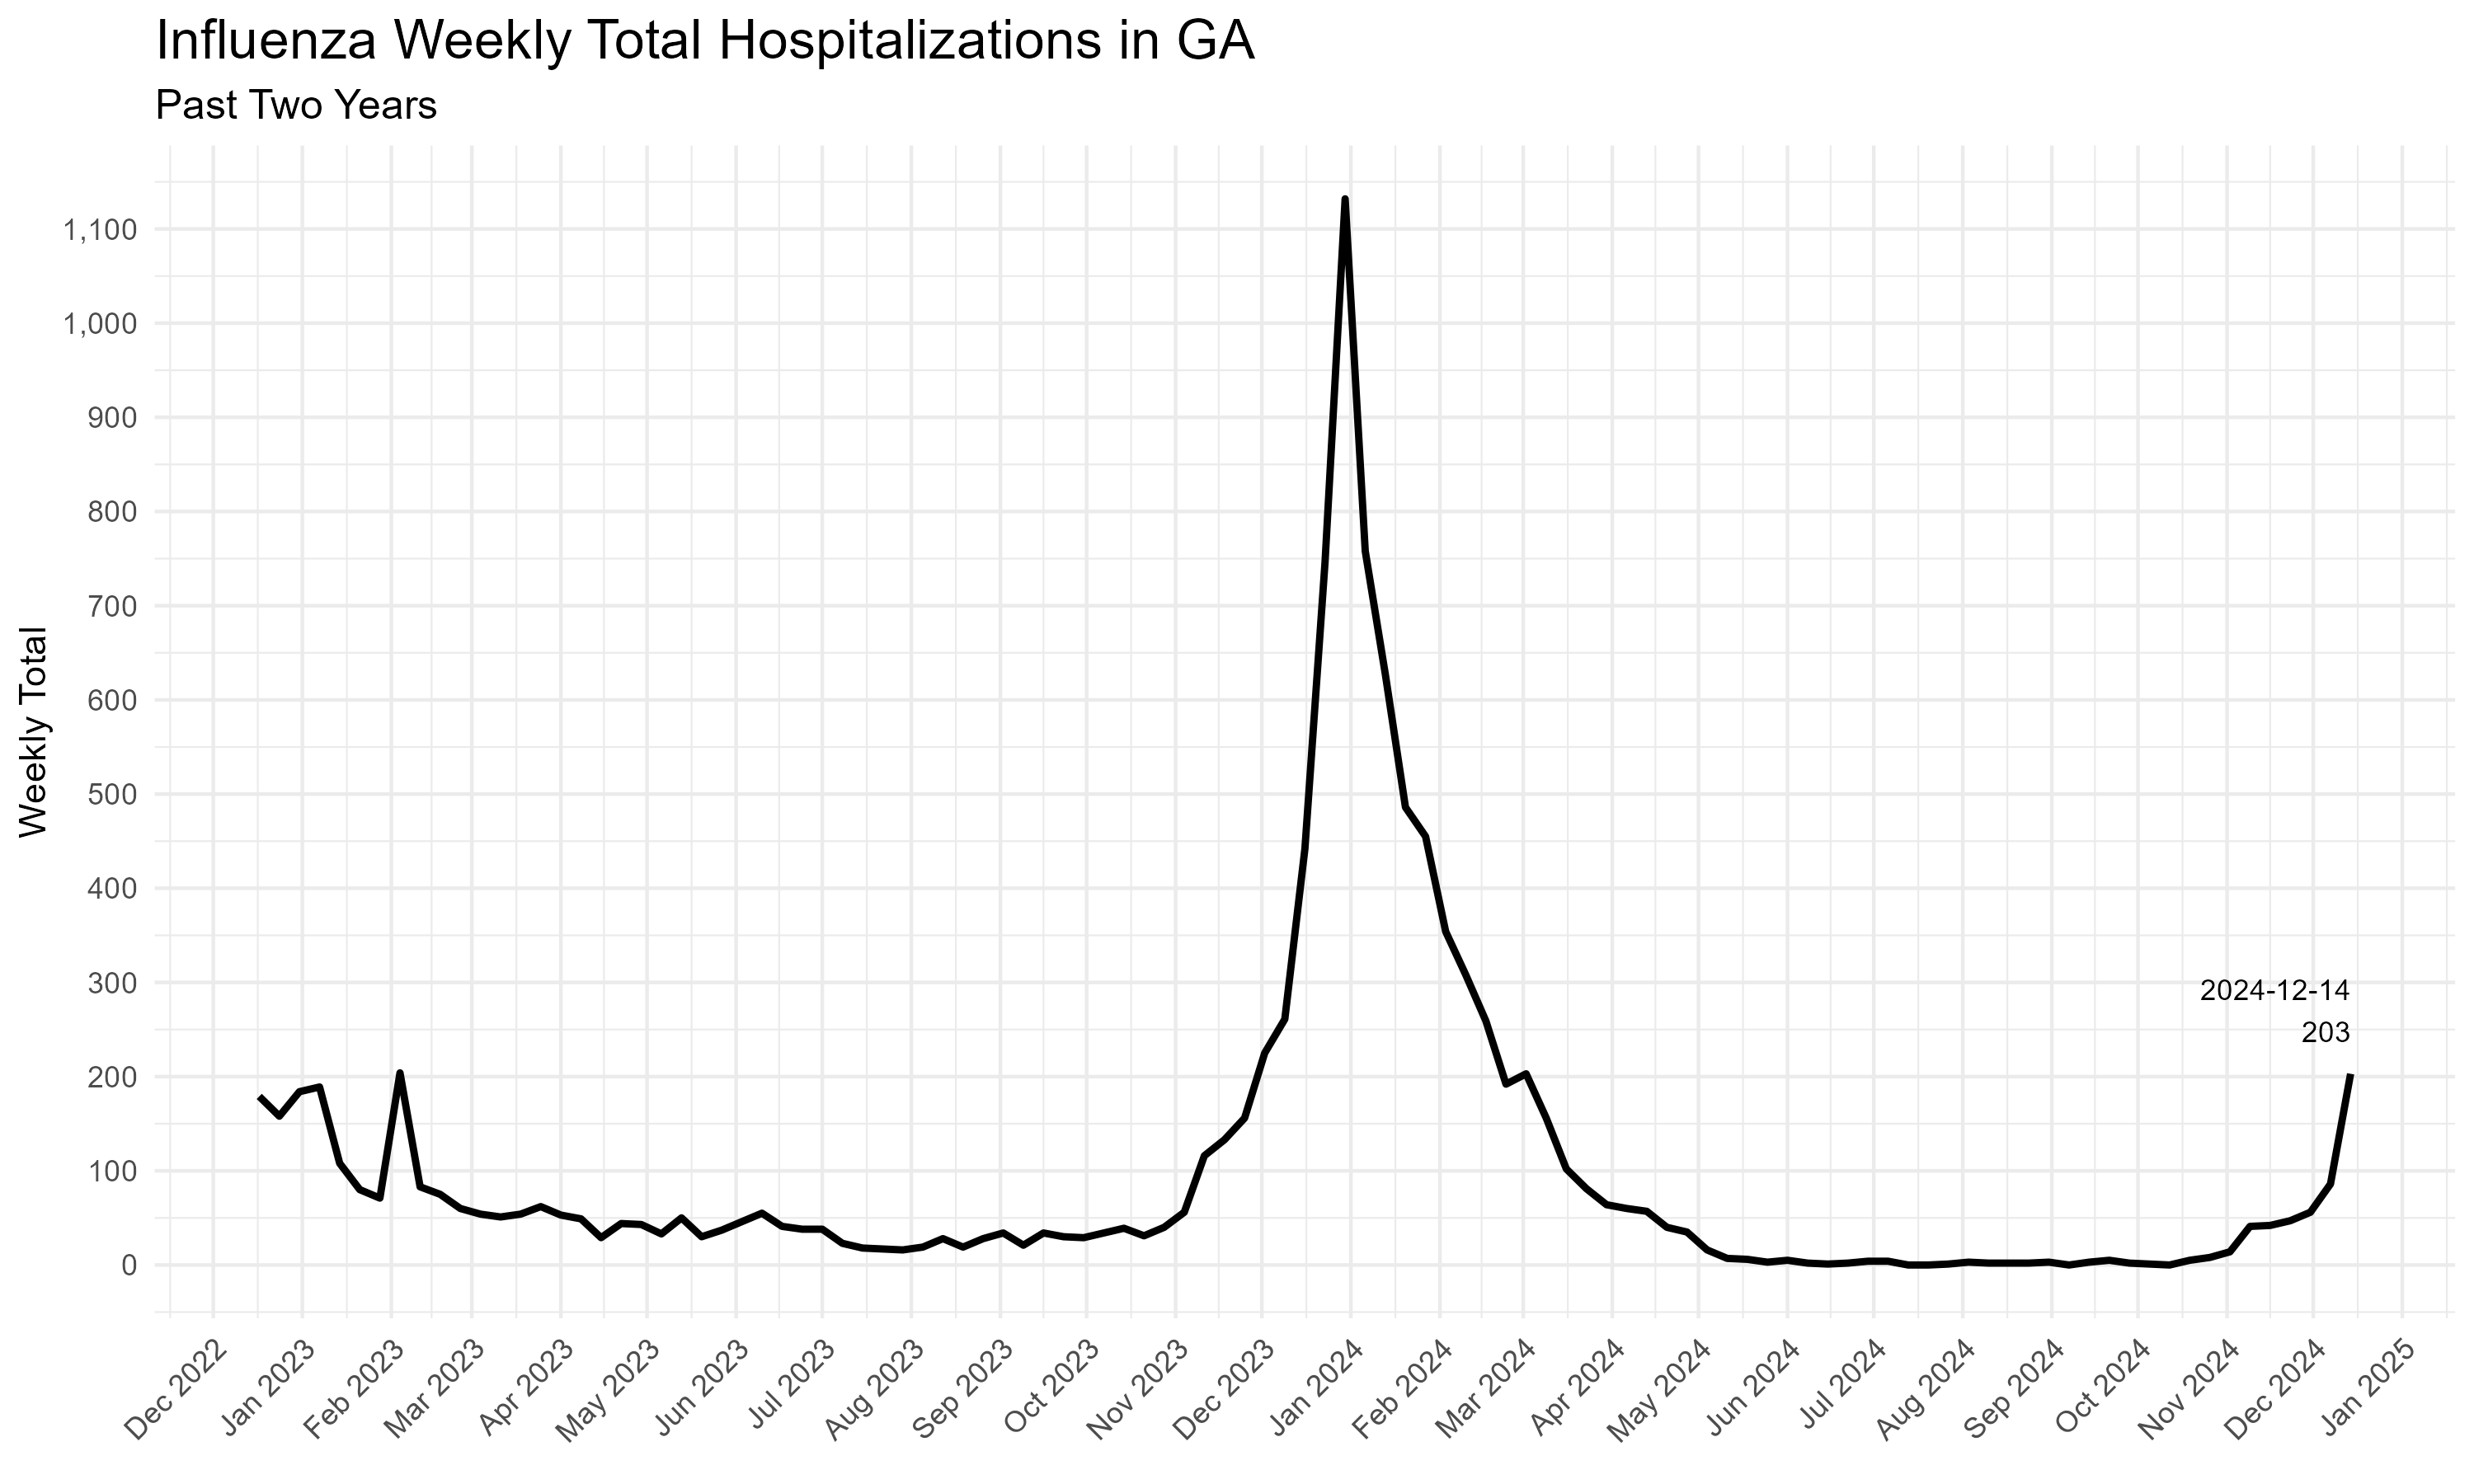 Influenza Weekly Total Hospitalizations in GA
Past Two Years
Weekly Total
1,100
1,000
900
800
700
600
500
400
300
200
100
0
2024-12-14
203
Dec 2022
Jan 2023
Feb 2023
Mar 2023
Apr 2023
May 2023
Jun 2023
Jul 2023
Aug 2023
Sep 2023
Oct 2023
Nov 2023
Dec 2023
Jan 2024
Feb 2024
Mar 2024
Apr 2024
May 2024
Jun 2024
Jul 2024
Aug 2024
Sep 2024
Oct 2024
Nov 2024
Dec 2024
Jan 2025